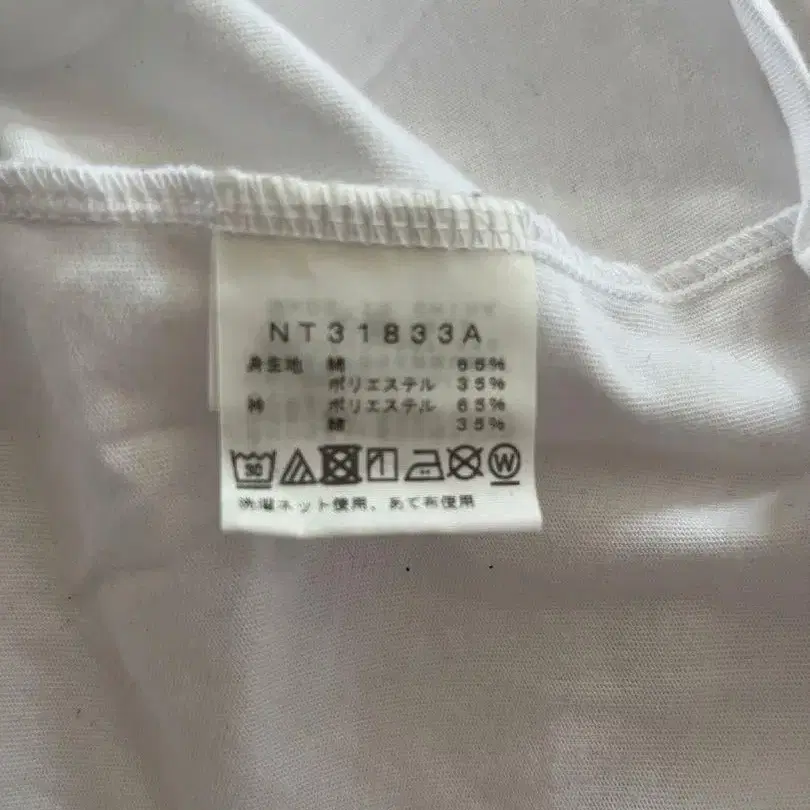 NT31833A
身生地 綿 65%
ポリエステル 35%
衿 ポリエステル 65%
綿 35%
30 W
洗濯ネット使用、あて布使用